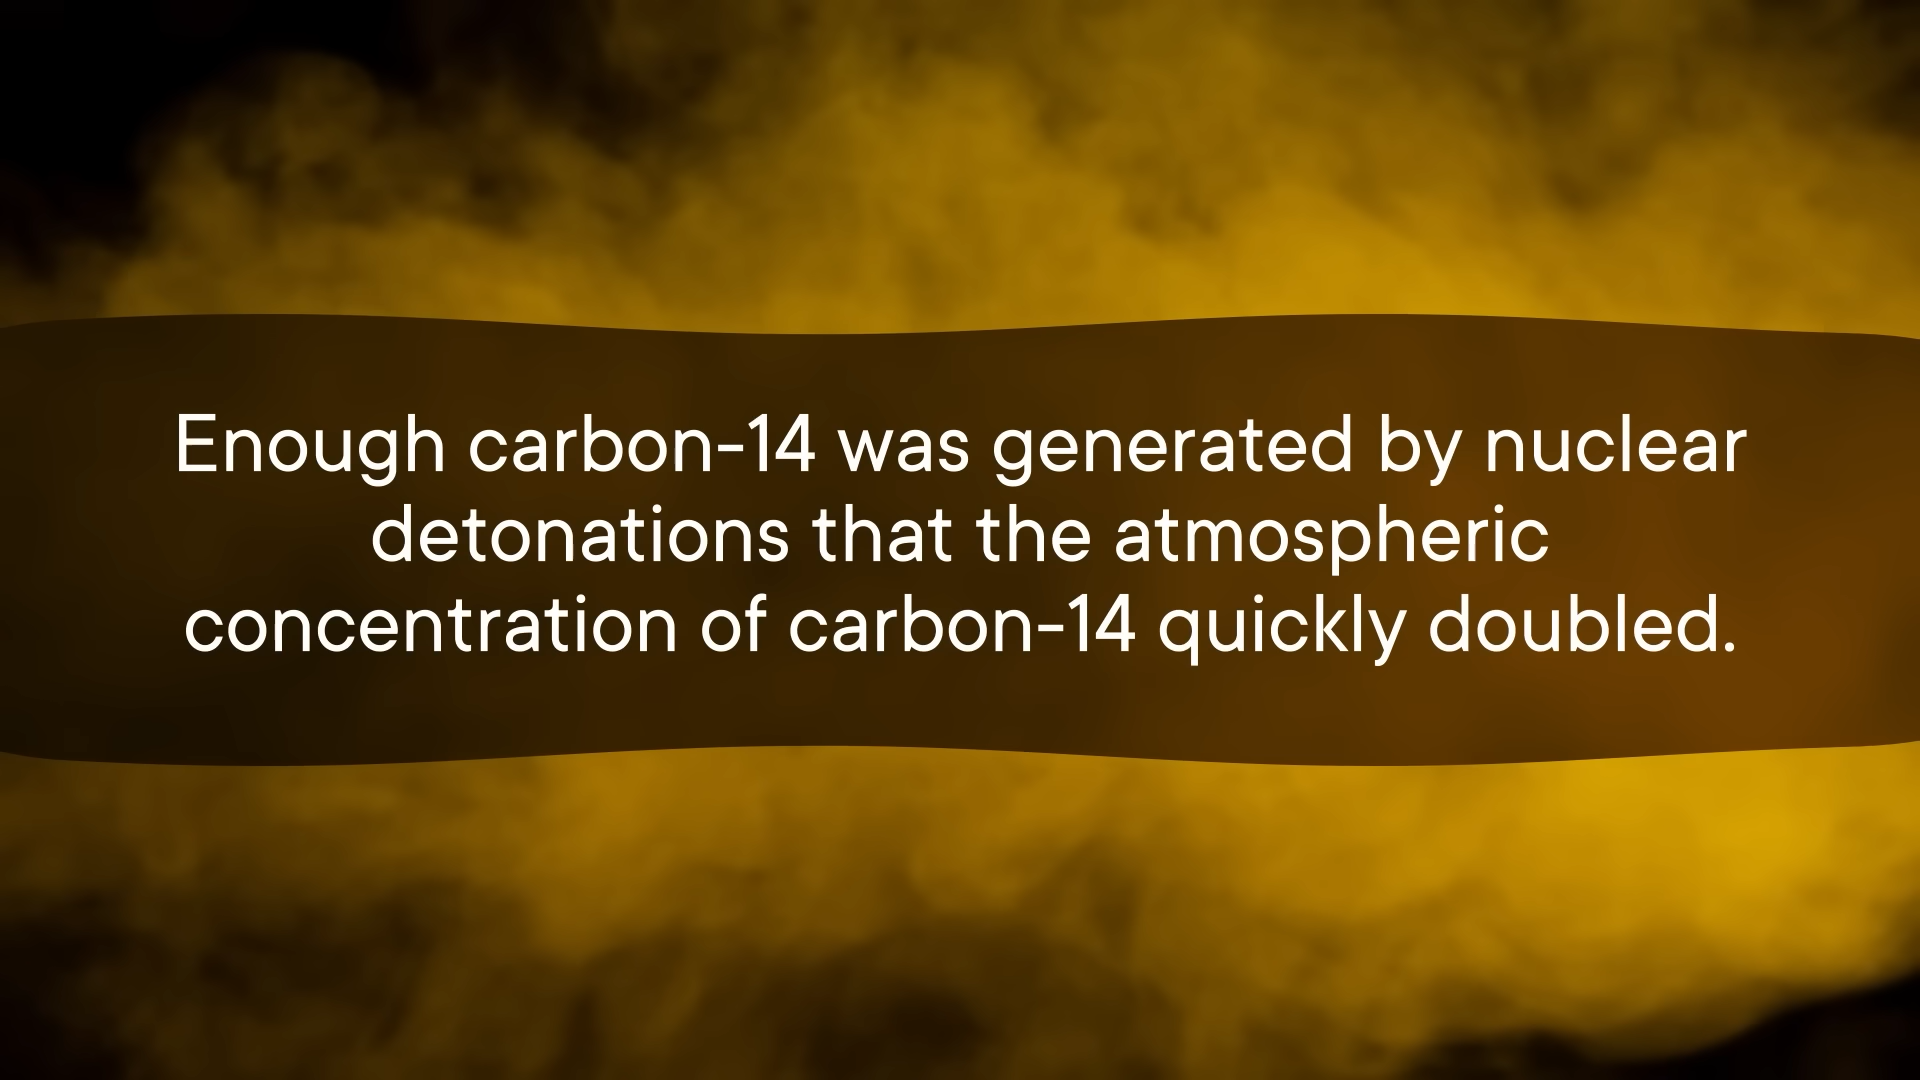 Enough carbon-14 was generated by nuclear
detonations that the atmospheric
concentration of carbon-14 quickly doubled.